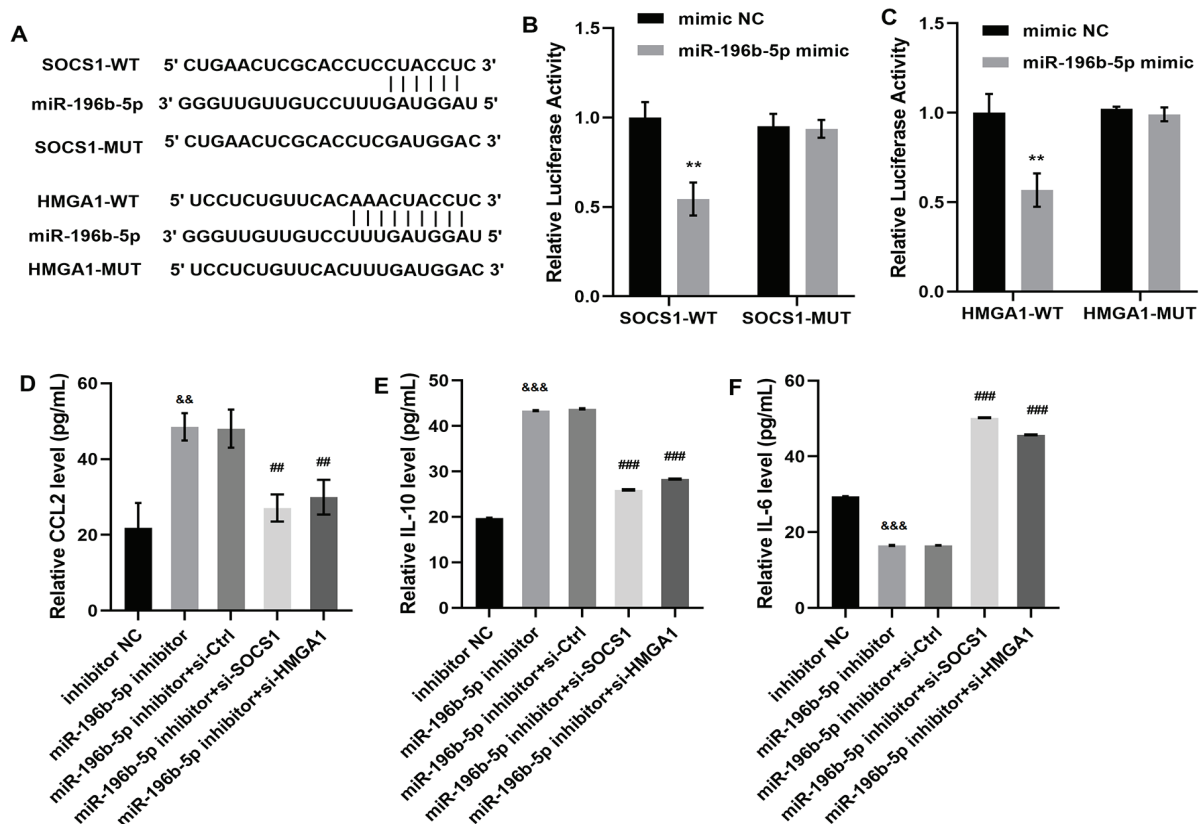 A
SOCS1-WT 5' CUGAACUCGCACCUCCUACCUC 3'
miR-196b-5p 3' GGGUUGUUGUCCUUUGAUGGAU 5'
SOCS1-MUT 5' CUGAACUCGCACCUCGAUGGAC 3'
HMGA1-WT 5' UCCUCUGUUCACAAACUACCUC 3'
miR-196b-5p 3' GGGUUGUUGUCCUUUGAUGGAU 5'
HMGA1-MUT 5' UCCUCUGUUCACUUUGAUGGAC 3'
B
mimic NC
miR-196b-5p mimic
Relative Luciferase Activity
1.5
1.0
0.5
0.0
**
SOCS1-WT SOCS1-MUT
C
mimic NC
miR-196b-5p mimic
Relative Luciferase Activity
1.5
1.0
0.5
0.0
**
HMGA1-WT HMGA1-MUT
D
Relative CCL2 level (pg/mL)
60
40
20
0
&&
##
##
inhibitor NC
miR-196b-5p inhibitor
miR-196b-5p inhibitor+si-Ctrl
miR-196b-5p inhibitor+si-SOCS1
miR-196b-5p inhibitor+si-HMGA1
E
Relative IL-10 level (pg/mL)
50
40
30
20
10
0
&&&
###
###
inhibitor NC
miR-196b-5p inhibitor
miR-196b-5p inhibitor+si-Ctrl
miR-196b-5p inhibitor+si-SOCS1
miR-196b-5p inhibitor+si-HMGA1
F
Relative IL-6 level (pg/mL)
60
40
20
0
&&&
###
###
inhibitor NC
miR-196b-5p inhibitor
miR-196b-5p inhibitor+si-Ctrl
miR-196b-5p inhibitor+si-SOCS1
miR-196b-5p inhibitor+si-HMGA1